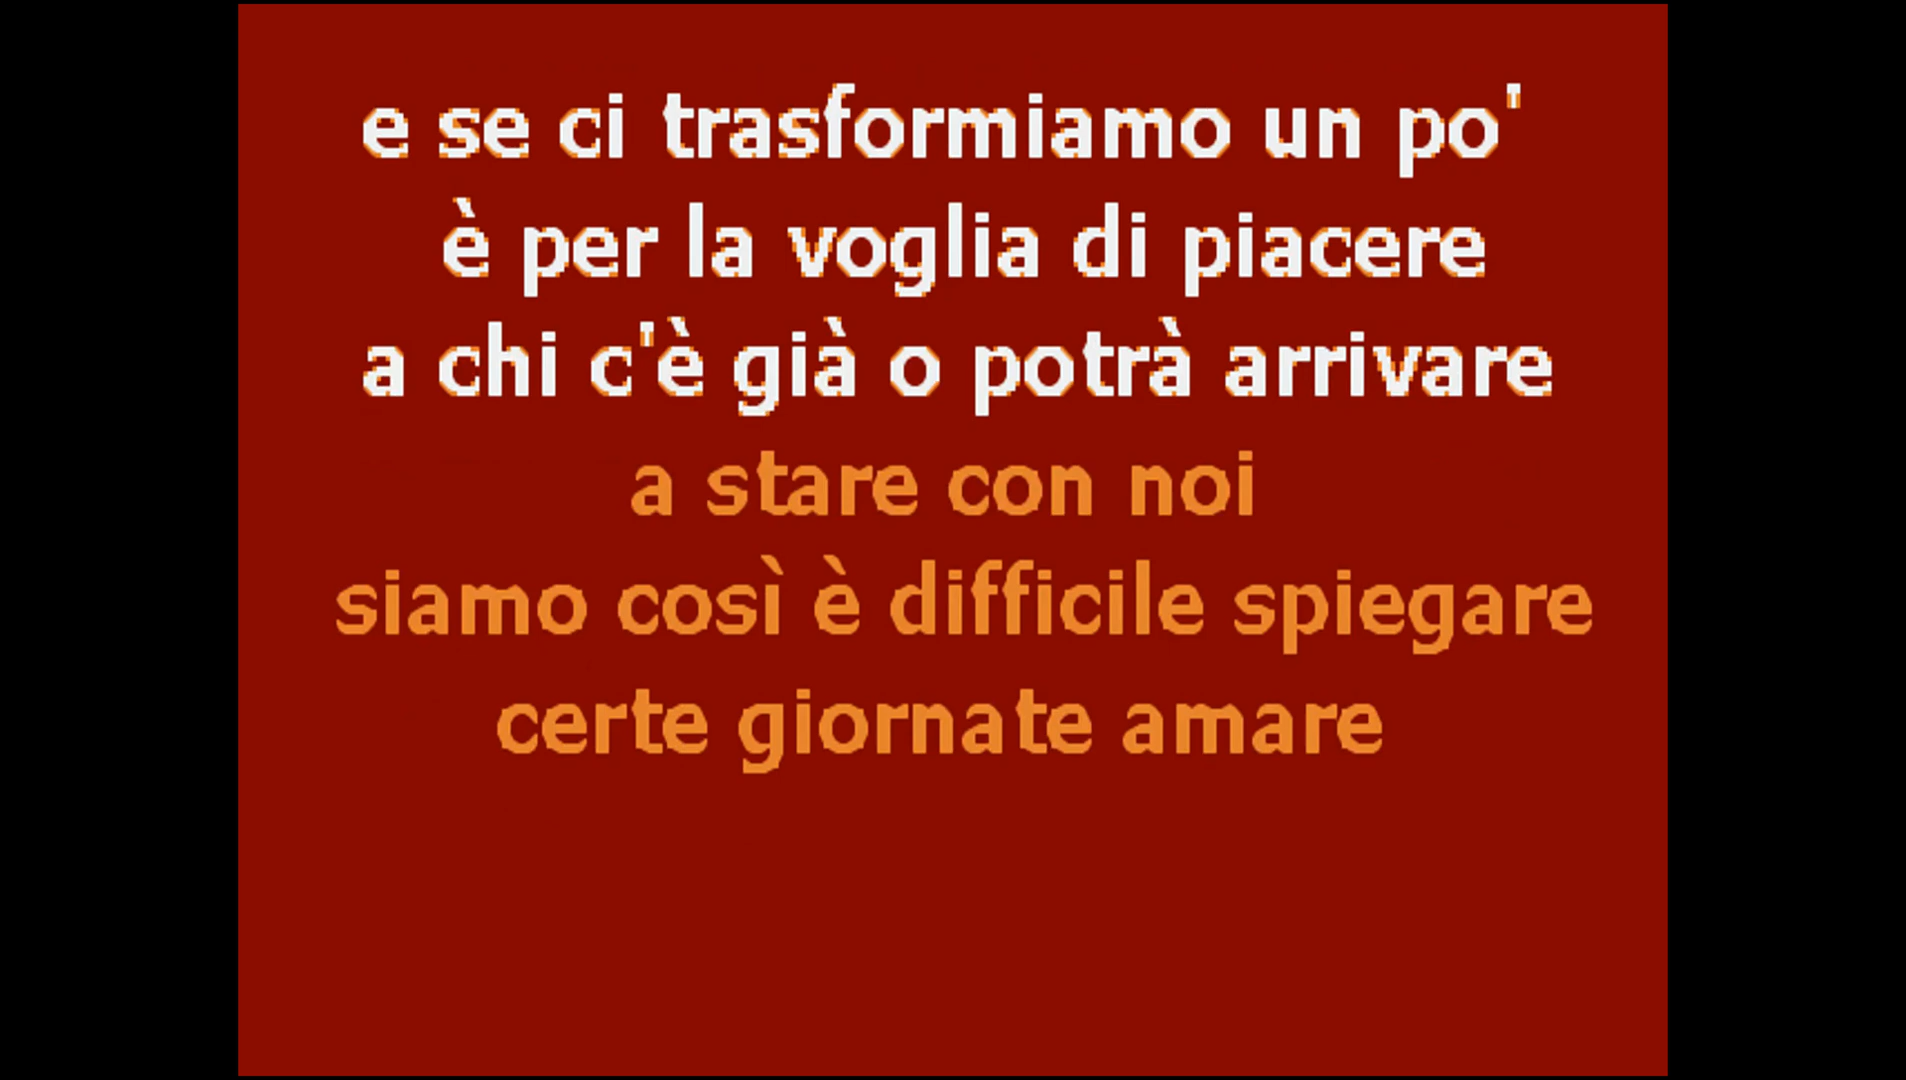 e se ci trasformiamo un po'
è per la voglia di piacere
a chi c'è già o potrà arrivare
a stare con noi
siamo così è difficile spiegare
certe giornate amare